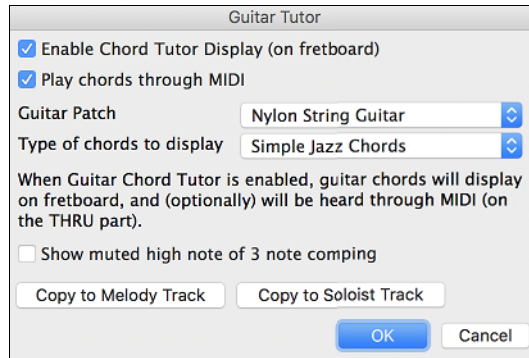 Guitar Tutor
Enable Chord Tutor Display (on fretboard)
Play chords through MIDI
Guitar Patch Nylon String Guitar
Type of chords to display Simple Jazz Chords
When Guitar Chord Tutor is enabled, guitar chords will display
on fretboard, and (optionally) will be heard through MIDI (on
the THRU part).
Show muted high note of 3 note comping
Copy to Melody Track Copy to Soloist Track
OK Cancel